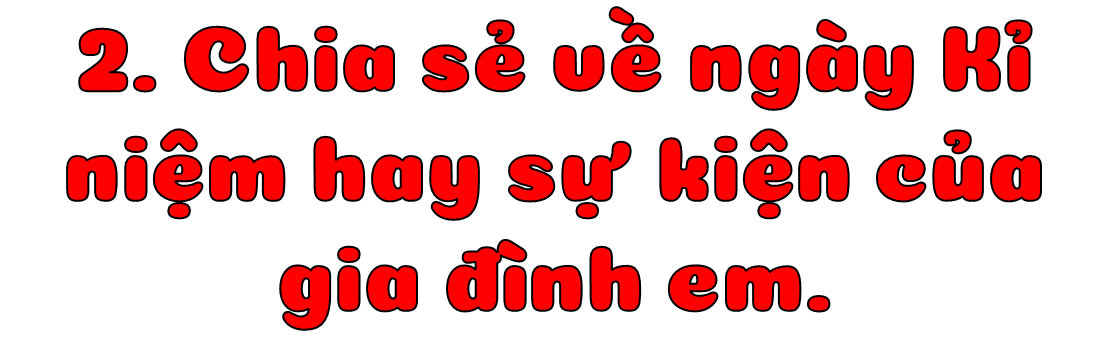 2. Chia sẻ về ngày Kỉ
niệm hay sự kiện của
gia đình em.